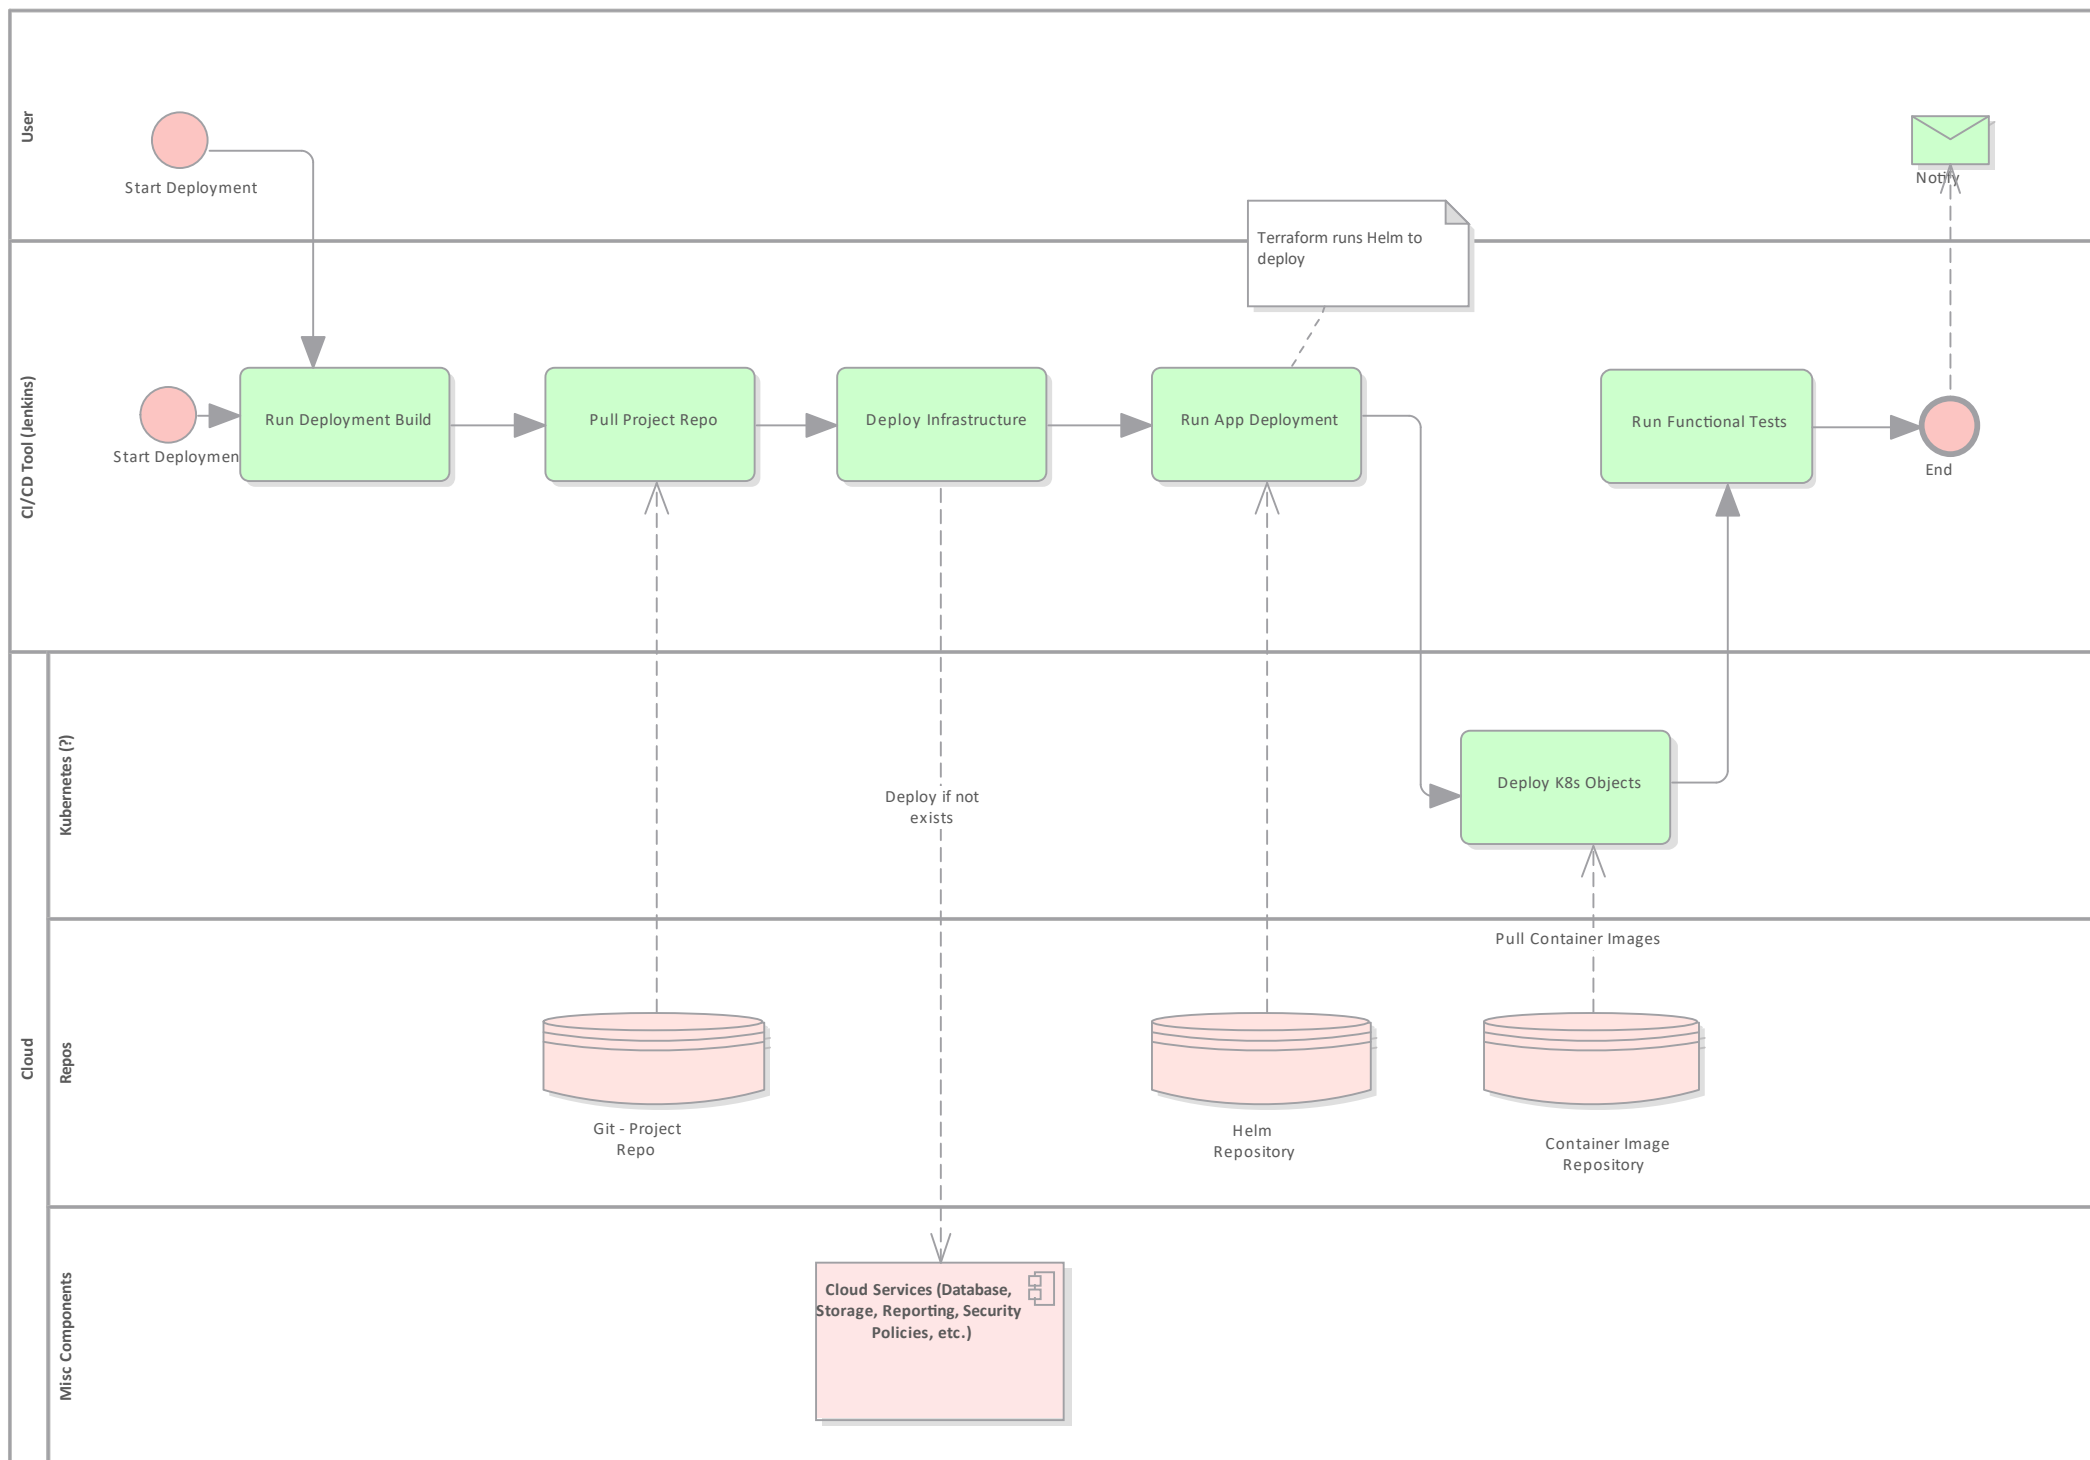 User
Start Deployment
Notify
Terraform runs Helm to
deploy
CI/CD Tool (Jenkins)
Start Deploymen
Run Deployment Build
Pull Project Repo
Deploy Infrastructure
Run App Deployment
Run Functional Tests
End
Cloud
Kubernetes (?)
Deploy K8s Objects
Deploy if not
exists
Repos
Pull Container Images
Git - Project
Repo
Helm
Repository
Container Image
Repository
Misc Components
Cloud Services (Database,
Storage, Reporting, Security
Policies, etc.)